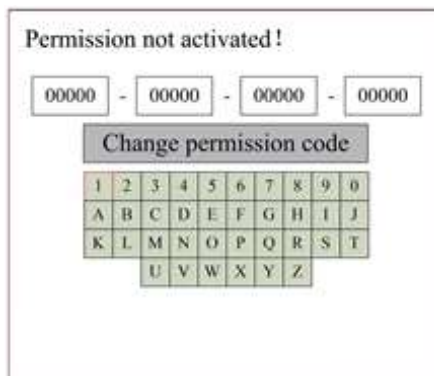 Permission not activated!
00000 - 00000 - 00000 - 00000
Change permission code
1 2 3 4 5 6 7 8 9 0
A B C D E F G H I J
K L M N O P Q R S T
U V W X Y Z